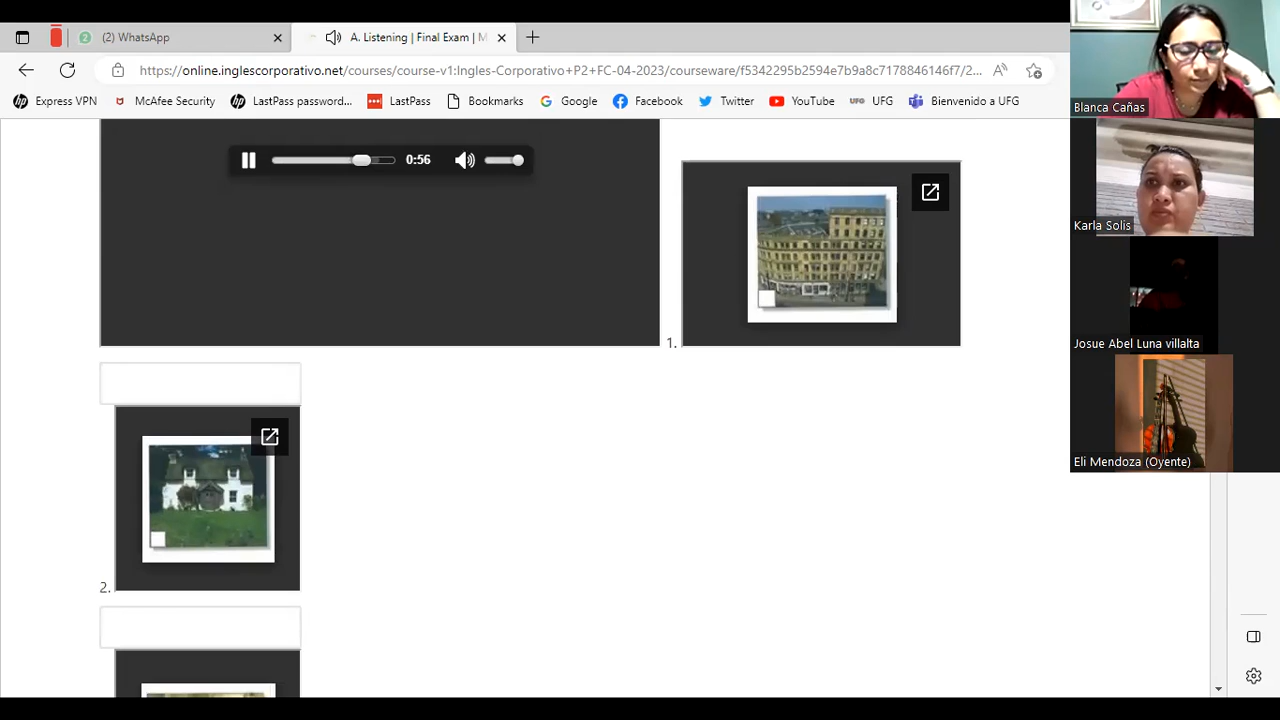 2
(2) WhatsApp
A. Listening | Final Exam | M
https://online.inglescorporativo.net/courses/course-v1:Ingles-Corporativo+P2+FC-04-2023/courseware/f5342295b2594e7b9a8c7178846146f7/2...
Express VPN
McAfee Security
LastPass password...
LastPass
Bookmarks
Google
Facebook
Twitter
YouTube
UFG
UFG
Bienvenido a UFG
0:56
1.
2.
Blanca Cañas
Karla Solis
Josue Abel Luna villalta
Eli Mendoza (Oyente)